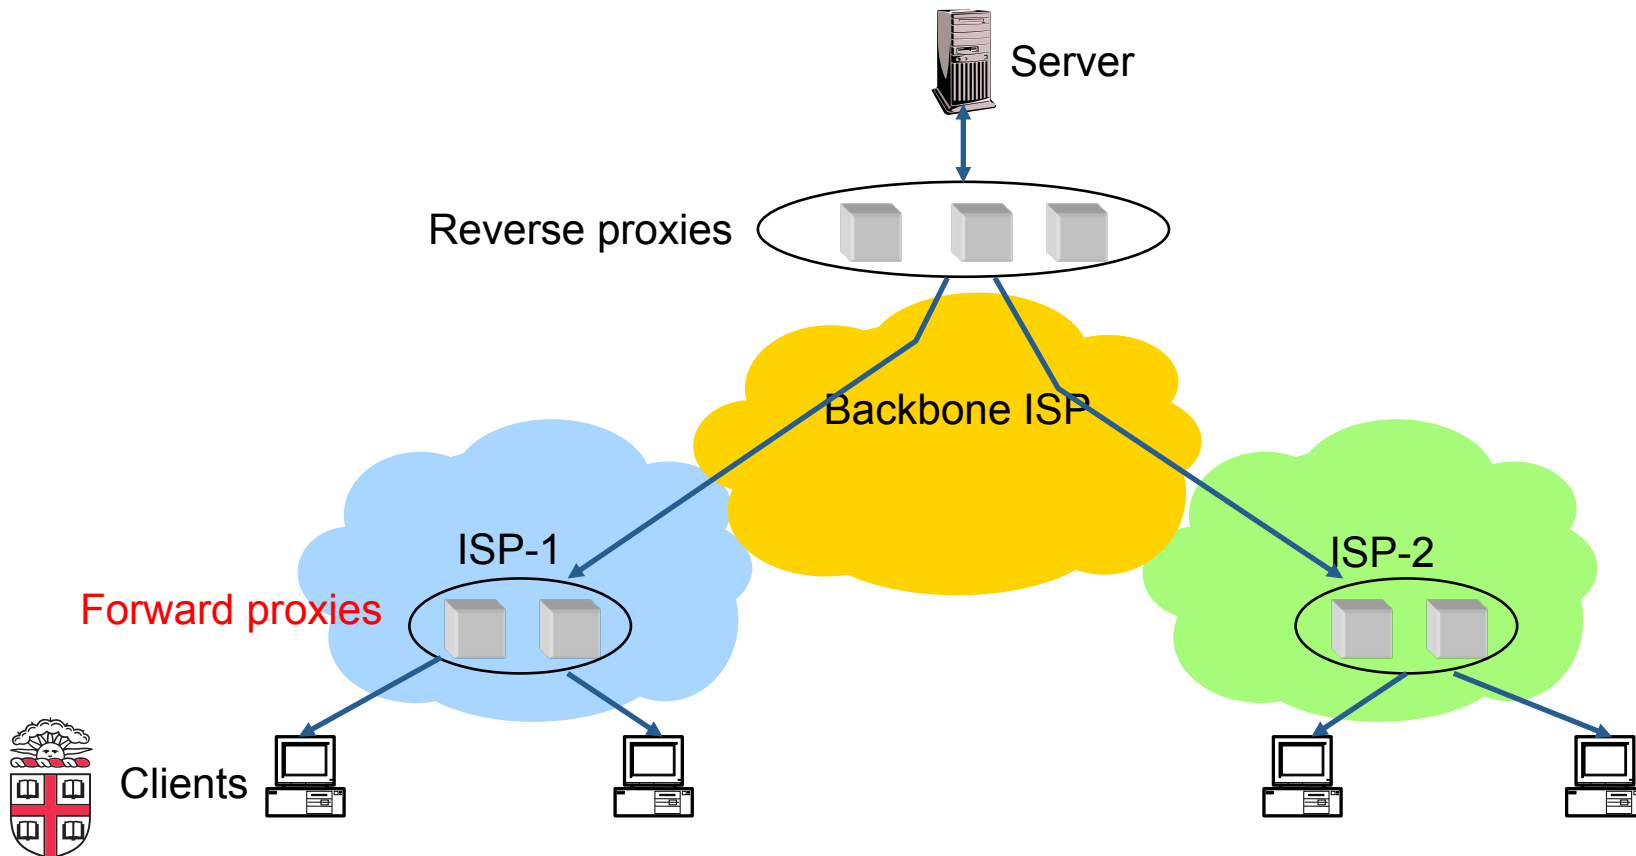 Server
Reverse proxies
Backbone ISP
ISP-1
ISP-2
Forward proxies
Clients